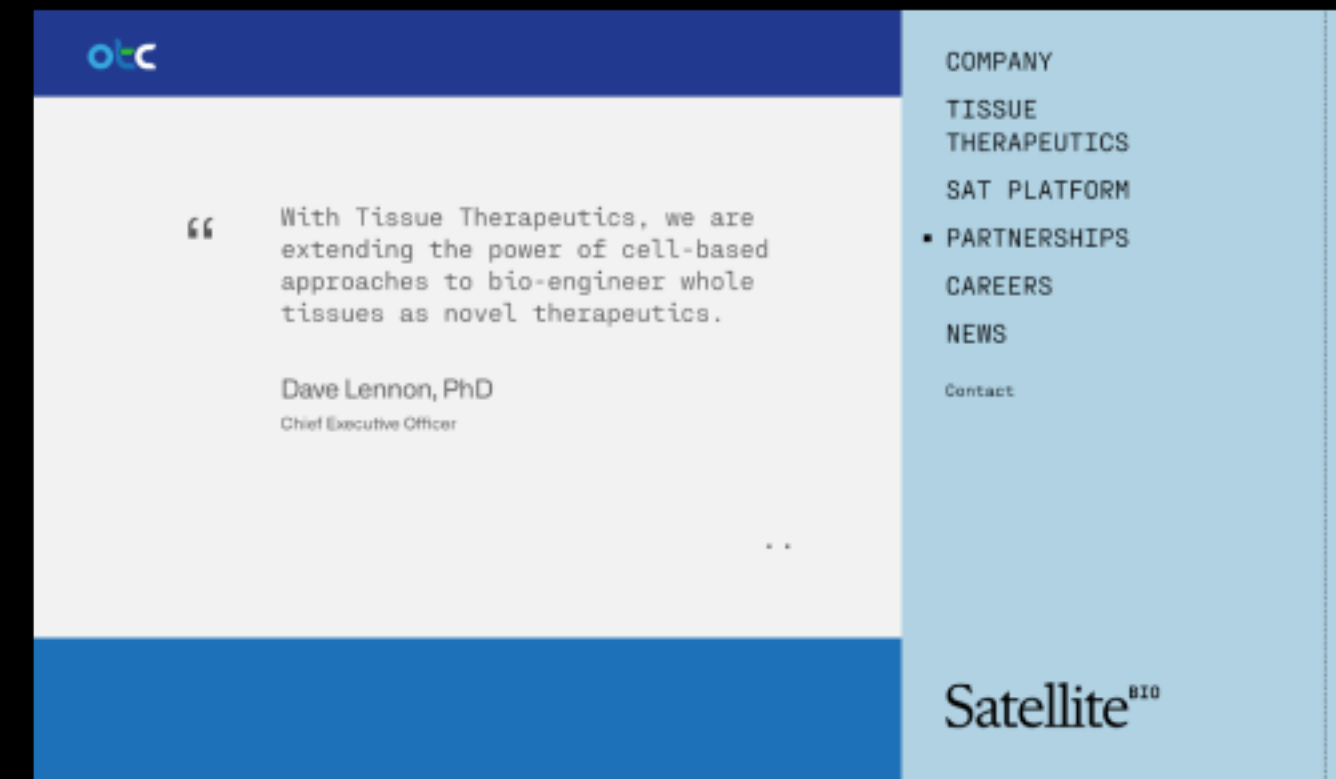 otc
“
With Tissue Therapeutics, we are
extending the power of cell-based
approaches to bio-engineer whole
tissues as novel therapeutics.
Dave Lennon, PhD
Chief Executive Officer
COMPANY
TISSUE
THERAPEUTICS
SAT PLATFORM
▪ PARTNERSHIPS
CAREERS
NEWS
Contact
Satellite BIO